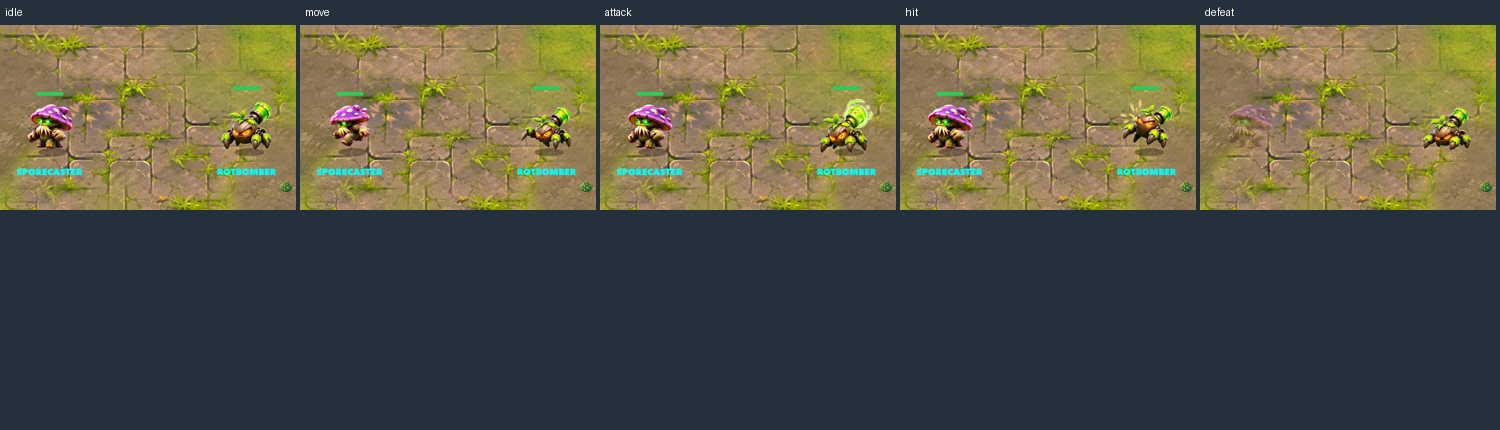 idle
move
attack
hit
defeat
SPORECASTER
ROTBOMBER
SPORECASTER
ROTBOMBER
SPORECASTER
ROTBOMBER
SPORECASTER
ROTBOMBER